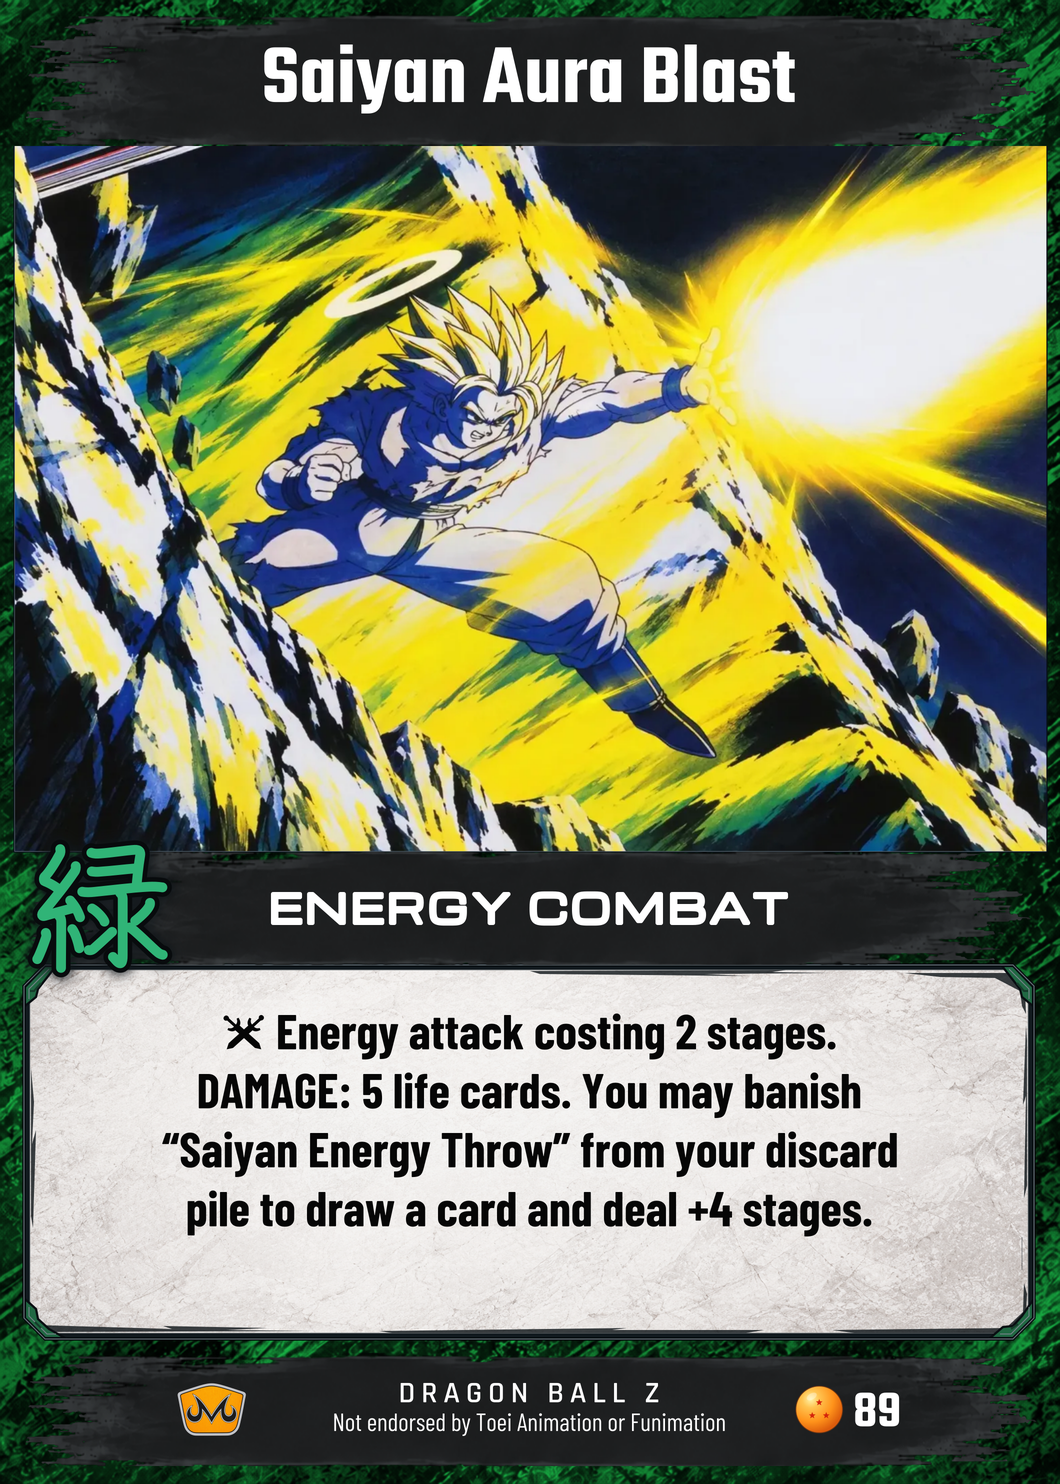 Saiyan Aura Blast
緑
ENERGY COMBAT
Energy attack costing 2 stages.
DAMAGE: 5 life cards. You may banish
“Saiyan Energy Throw” from your discard
pile to draw a card and deal +4 stages.
DRAGON BALL Z
Not endorsed by Toei Animation or Funimation
89